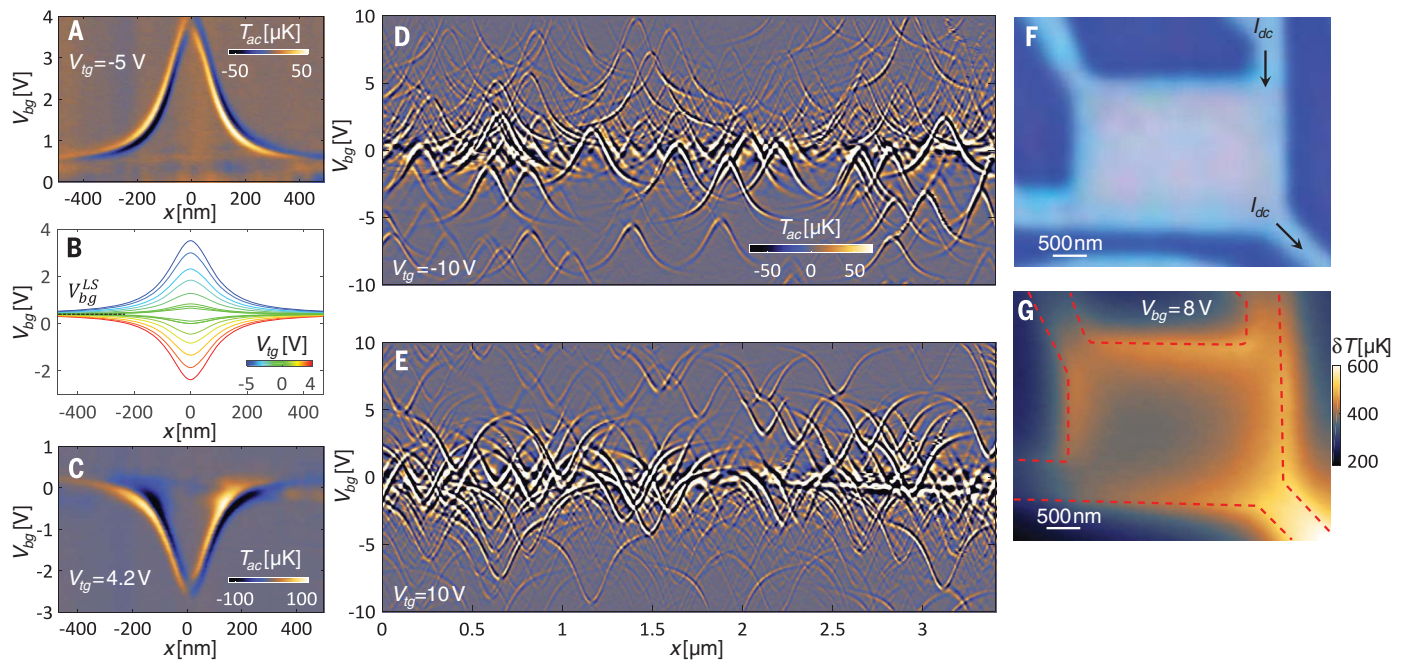 A
T_ac [µK]
V_tg=-5 V
-50 50
V_bg [V]
4
3
2
1
0
-400 -200 0 200 400
x [nm]
B
V_bg^LS
V_bg [V]
4
2
0
-2
V_tg [V]
-5 0 4
-400 -200 0 200 400
x [nm]
C
V_bg [V]
1
0
-1
-2
-3
T_ac [µK]
V_tg=4.2 V
-100 100
-400 -200 0 200 400
x [nm]
D
V_bg [V]
10
5
0
-5
-10
T_ac [µK]
-50 0 50
V_tg=-10 V
E
V_bg [V]
10
5
0
-5
-10
V_tg=10 V
0 0.5 1 1.5 2 2.5 3
x [µm]
F
I_dc
I_dc
500nm
G
V_bg=8 V
δT[µK]
600
400
200
500nm